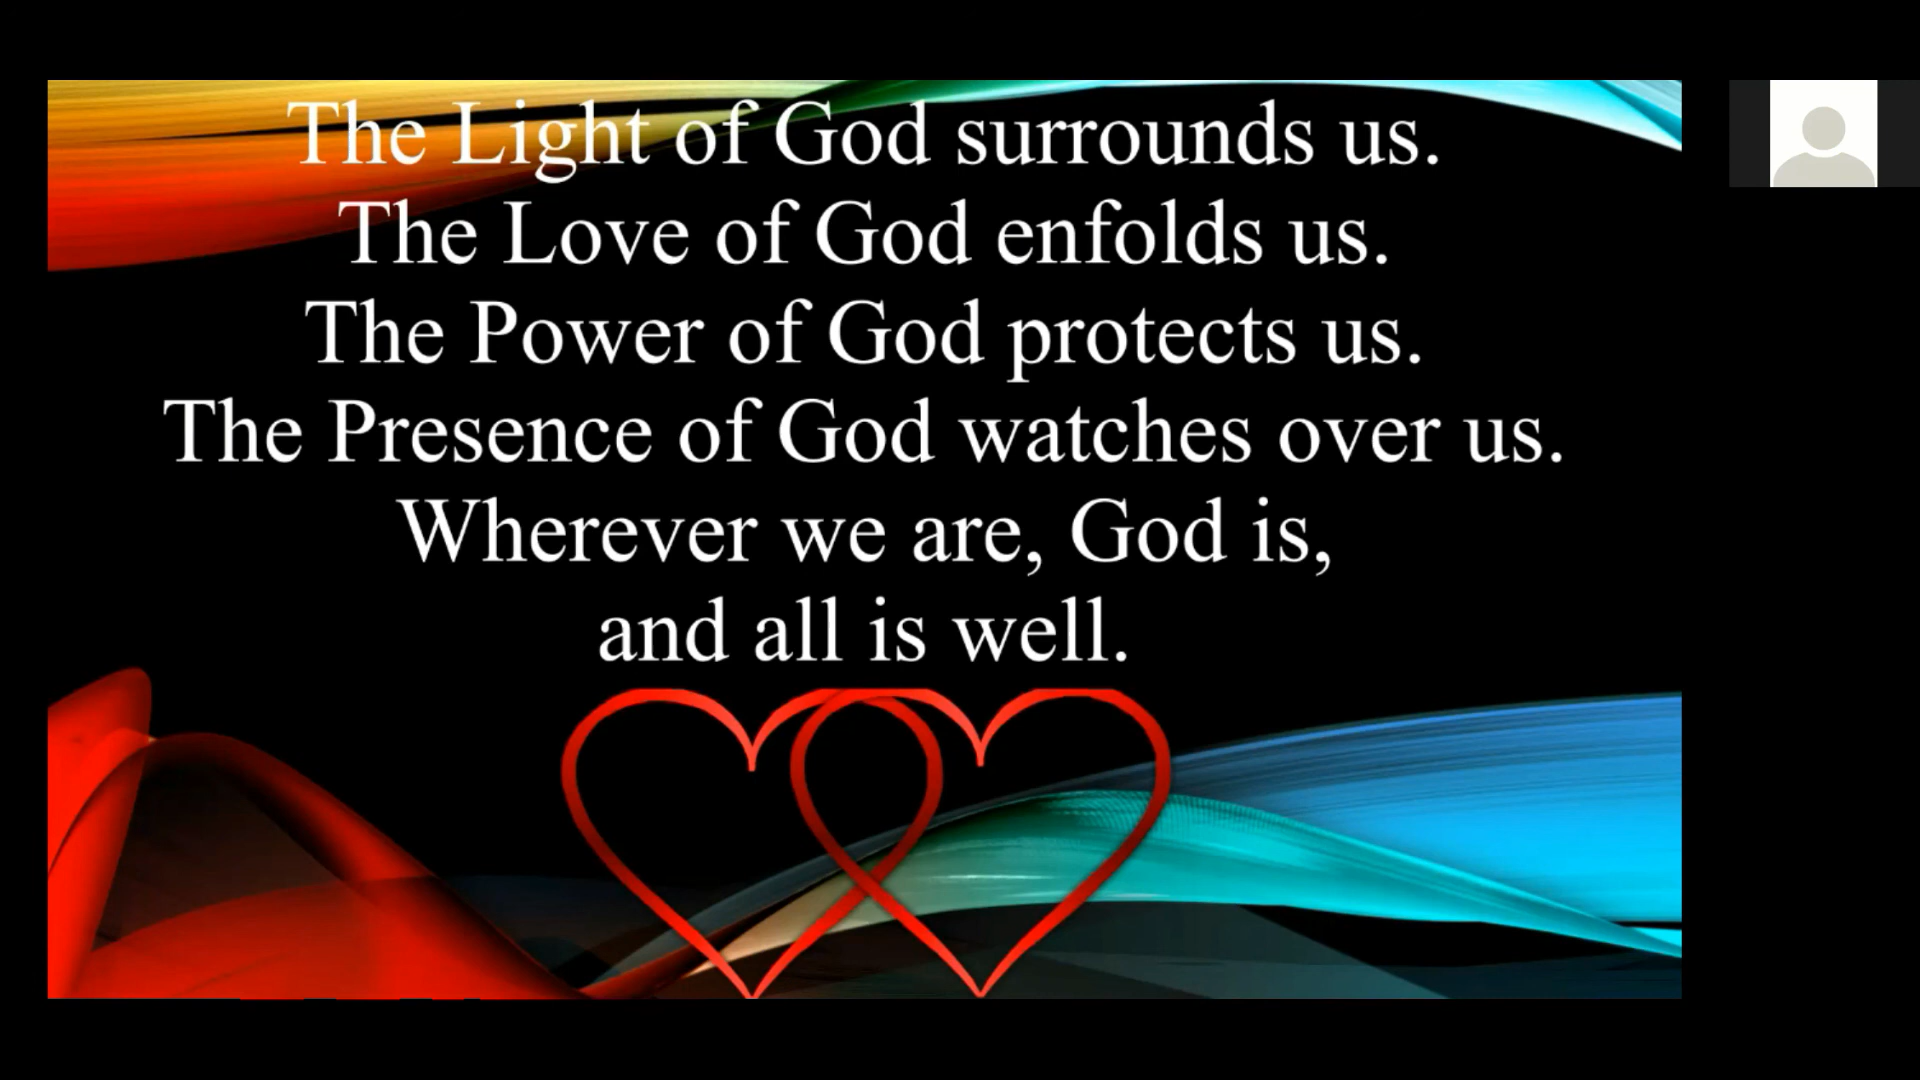 The Light of God surrounds us.
The Love of God enfolds us.
The Power of God protects us.
The Presence of God watches over us.
Wherever we are, God is,
and all is well.